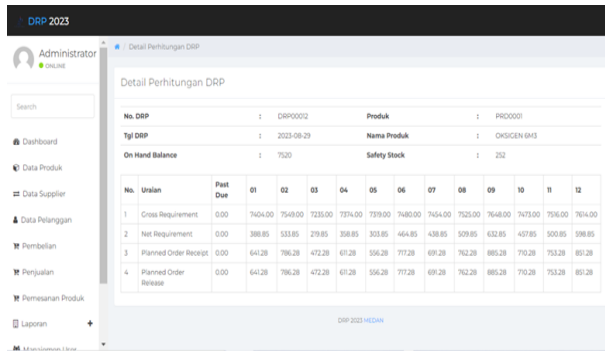 DRP 2023
Administrator
ONLINE
Search
Dashboard
Data Produk
Data Supplier
Data Pelanggan
Pembelian
Penjualan
Pemesanan Produk
Laporan +
Manajemen User
/ Detail Perhitungan DRP
Detail Perhitungan DRP
No. DRP : DRP00012 Produk : PRD0001
Tgl DRP : 2023-08-29 Nama Produk : OKSIGEN 6M3
On Hand Balance : 7520 Safety Stock : 252
No. Uraian Past Due 01 02 03 04 05 06 07 08 09 10 11 12
1 Gross Requirement 0.00 7404.00 7549.00 7235.00 7374.00 7319.00 7480.00 7454.00 7525.00 7648.00 7473.00 7516.00 7614.00
2 Net Requirement 0.00 388.85 533.85 219.85 358.85 303.85 464.85 438.85 509.85 632.85 457.85 500.85 598.85
3 Planned Order Receipt 0.00 641.28 786.28 472.28 611.28 556.28 717.28 691.28 762.28 885.28 710.28 753.28 851.28
4 Planned Order Release 0.00 641.28 786.28 472.28 611.28 556.28 717.28 691.28 762.28 885.28 710.28 753.28 851.28
DRP 2023 MEDAN